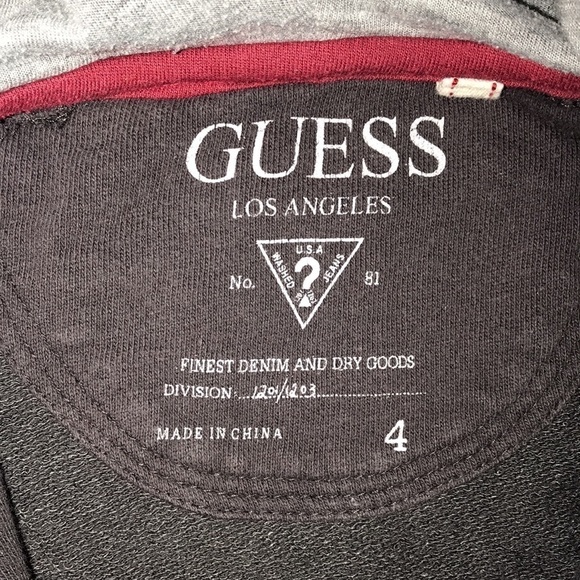 GUESS
LOS ANGELES
U.S.A
WASHED ? JEANS
No. 81
FINEST DENIM AND DRY GOODS
DIVISION: 1201/1203
MADE IN CHINA 4